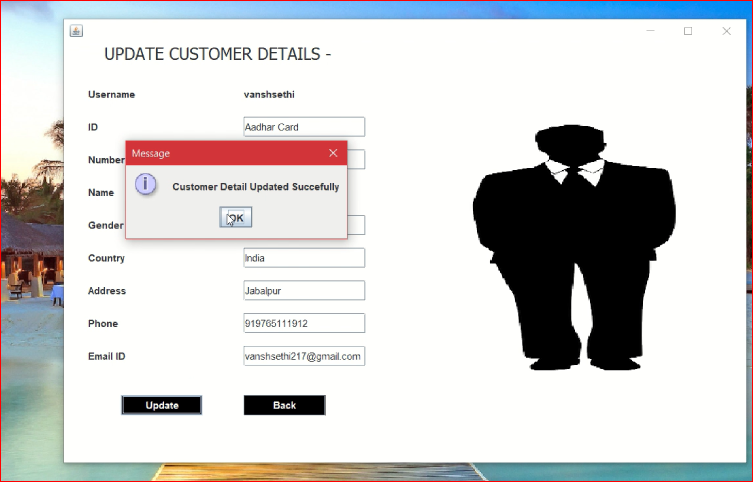 UPDATE CUSTOMER DETAILS -
Username vanshsethi
ID Aadhar Card
Number
Message
Customer Detail Updated Succefully
OK
Name
Gender
Country India
Address Jabalpur
Phone 919765111912
Email ID vanshsethi217@gmail.com
Update Back